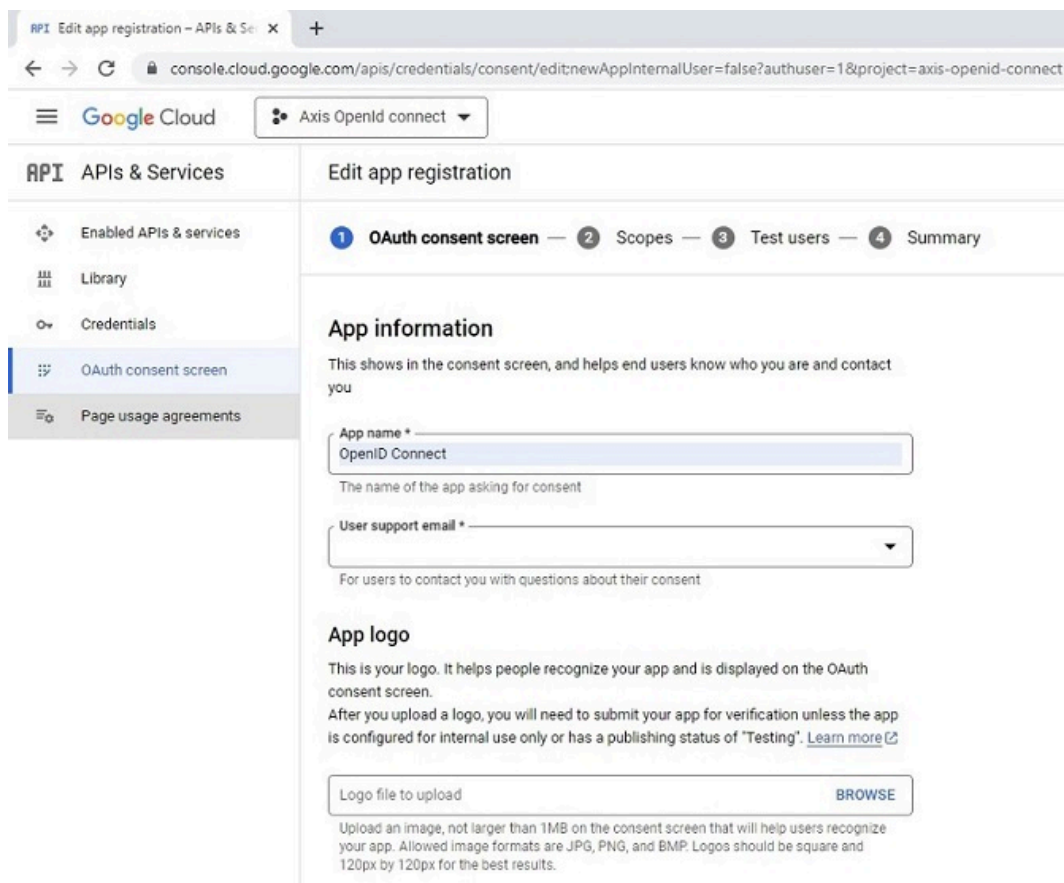 API Edit app registration – APIs & Se
console.cloud.google.com/apis/credentials/consent/edit;newAppInternalUser=false?authuser=1&project=axis-openid-connect
Google Cloud
Axis OpenId connect
API APIs & Services
Edit app registration
Enabled APIs & services
Library
Credentials
OAuth consent screen
Page usage agreements
1 OAuth consent screen — 2 Scopes — 3 Test users — 4 Summary
App information
This shows in the consent screen, and helps end users know who you are and contact
you
App name *
OpenID Connect
The name of the app asking for consent
User support email *
For users to contact you with questions about their consent
App logo
This is your logo. It helps people recognize your app and is displayed on the OAuth
consent screen.
After you upload a logo, you will need to submit your app for verification unless the app
is configured for internal use only or has a publishing status of "Testing". Learn more
Logo file to upload
BROWSE
Upload an image, not larger than 1MB on the consent screen that will help users recognize
your app. Allowed image formats are JPG, PNG, and BMP. Logos should be square and
120px by 120px for the best results.